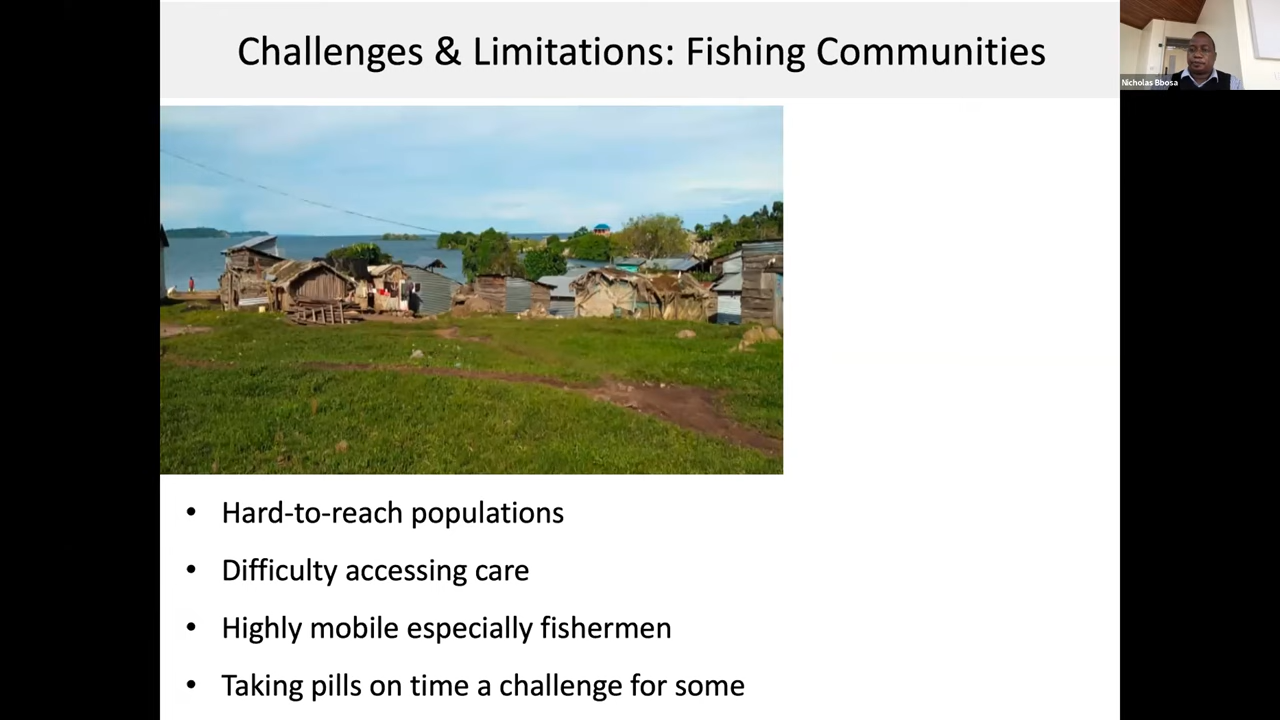 Challenges & Limitations: Fishing Communities
Nicholas Bbosa
• Hard-to-reach populations
• Difficulty accessing care
• Highly mobile especially fishermen
• Taking pills on time a challenge for some